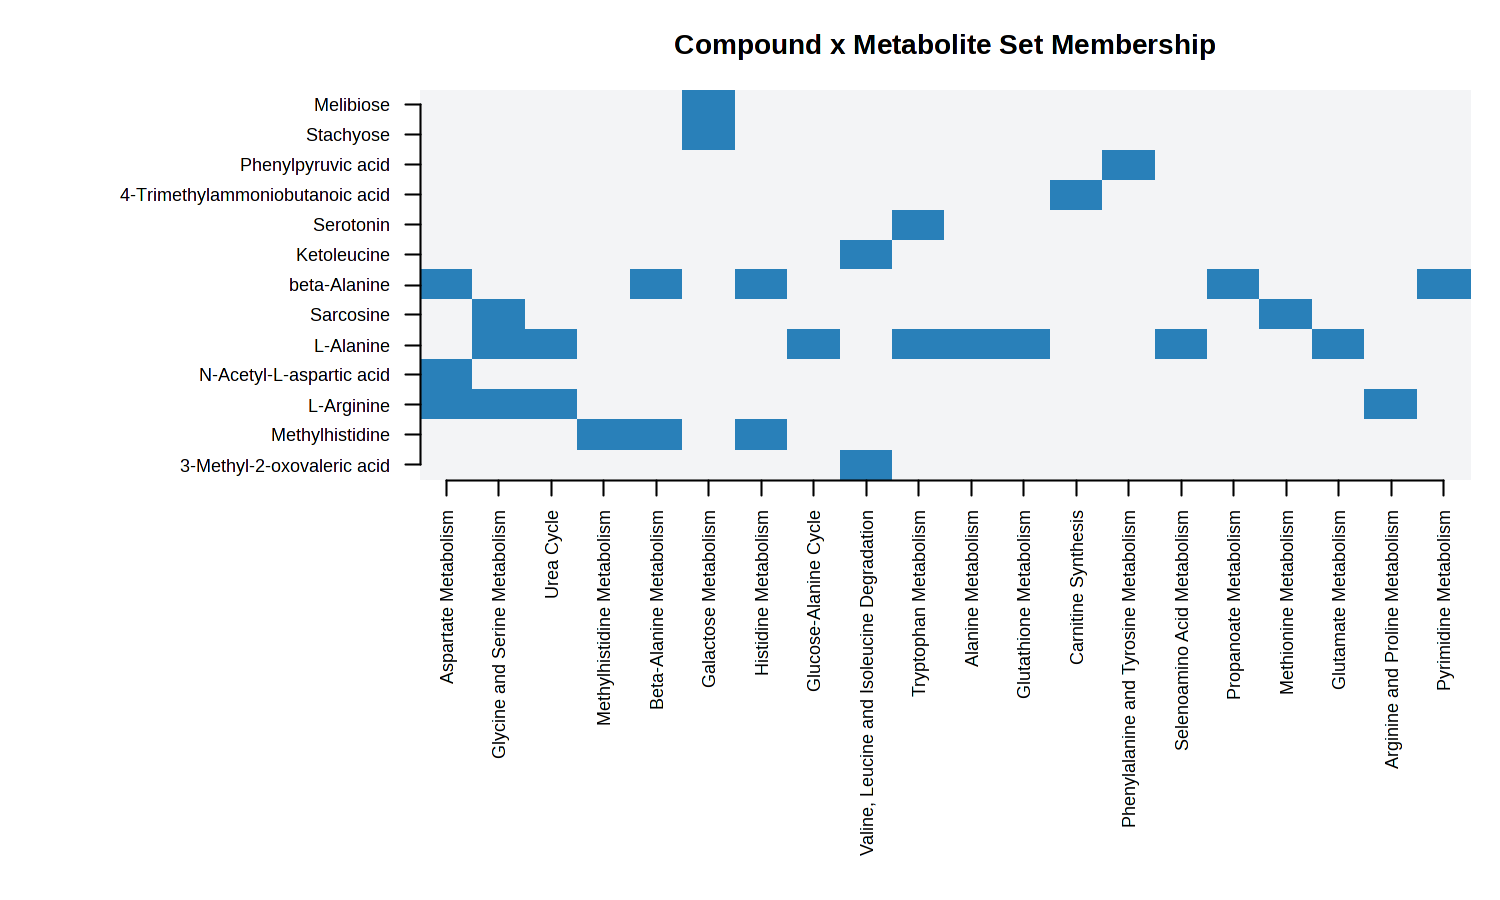 Compound x Metabolite Set Membership
Melibiose
Stachyose
Phenylpyruvic acid
4-Trimethylammoniobutanoic acid
Serotonin
Ketoleucine
beta-Alanine
Sarcosine
L-Alanine
N-Acetyl-L-aspartic acid
L-Arginine
Methylhistidine
3-Methyl-2-oxovaleric acid
Aspartate Metabolism
Glycine and Serine Metabolism
Urea Cycle
Methylhistidine Metabolism
Beta-Alanine Metabolism
Galactose Metabolism
Histidine Metabolism
Glucose-Alanine Cycle
Valine, Leucine and Isoleucine Degradation
Tryptophan Metabolism
Alanine Metabolism
Glutathione Metabolism
Carnitine Synthesis
Phenylalanine and Tyrosine Metabolism
Selenoamino Acid Metabolism
Propanoate Metabolism
Methionine Metabolism
Glutamate Metabolism
Arginine and Proline Metabolism
Pyrimidine Metabolism